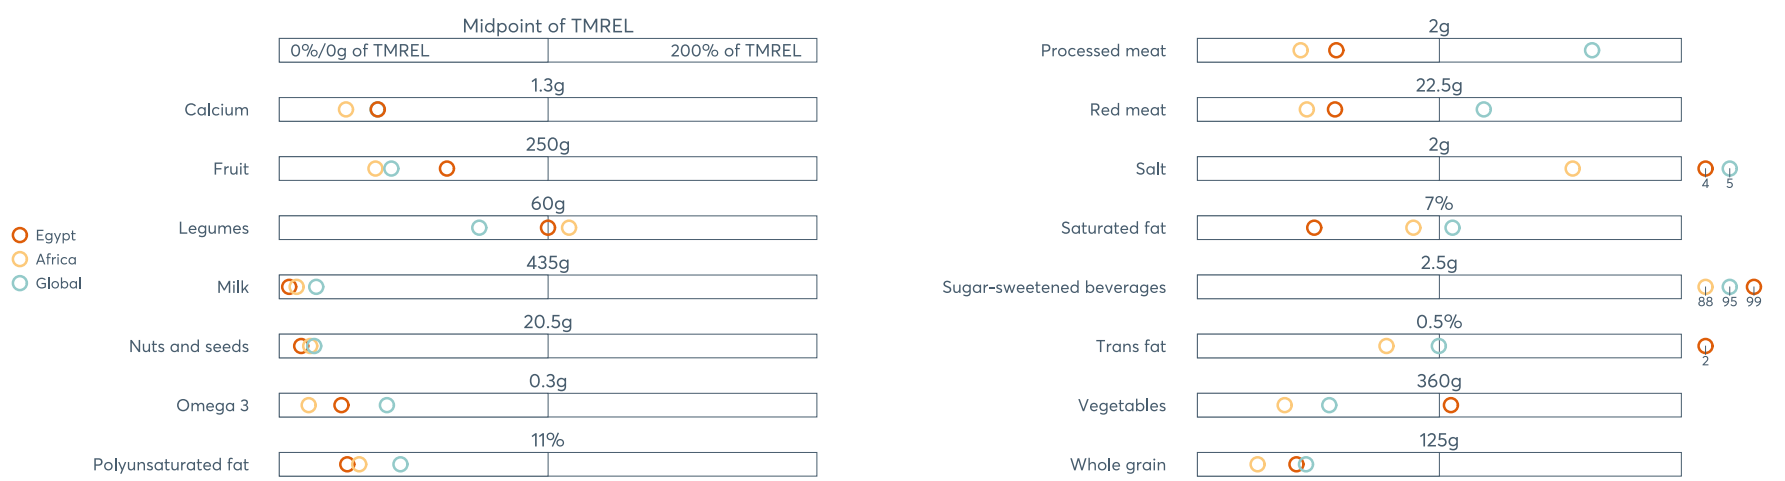 Midpoint of TMREL
0%/0g of TMREL 200% of TMREL
1.3g
Calcium
250g
Fruit
60g
Legumes
435g
Milk
20.5g
Nuts and seeds
0.3g
Omega 3
11%
Polyunsaturated fat
Egypt
Africa
Global
2g
Processed meat
22.5g
Red meat
2g
Salt
4 5
7%
Saturated fat
2.5g
Sugar-sweetened beverages
88 95 99
0.5%
Trans fat
2
360g
Vegetables
125g
Whole grain